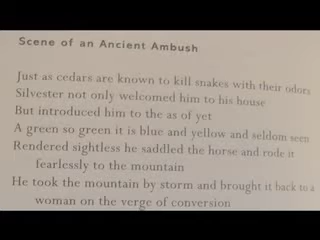 Scene of an Ancient Ambush
Just as cedars are known to kill snakes with their odors
Silvester not only welcomed him to his house
But introduced him to the as of yet
A green so green it is blue and yellow and seldom seen
Rendered sightless he saddled the horse and rode it
fearlessly to the mountain
He took the mountain by storm and brought it back to a
woman on the verge of conversion